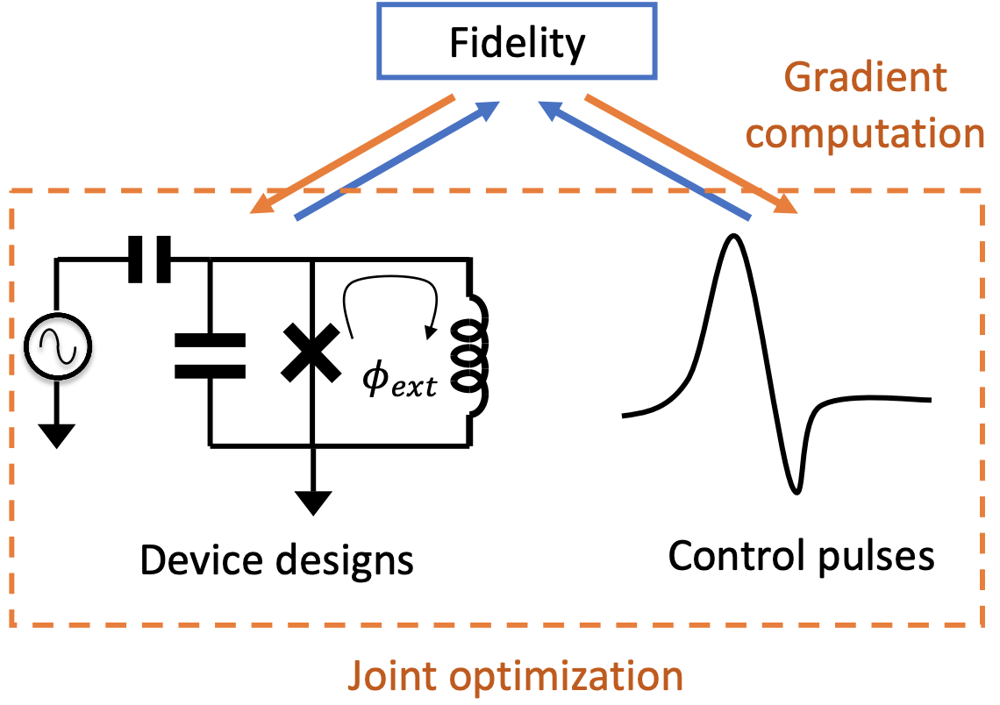 Fidelity
Gradient
computation
ϕext
Device designs
Control pulses
Joint optimization